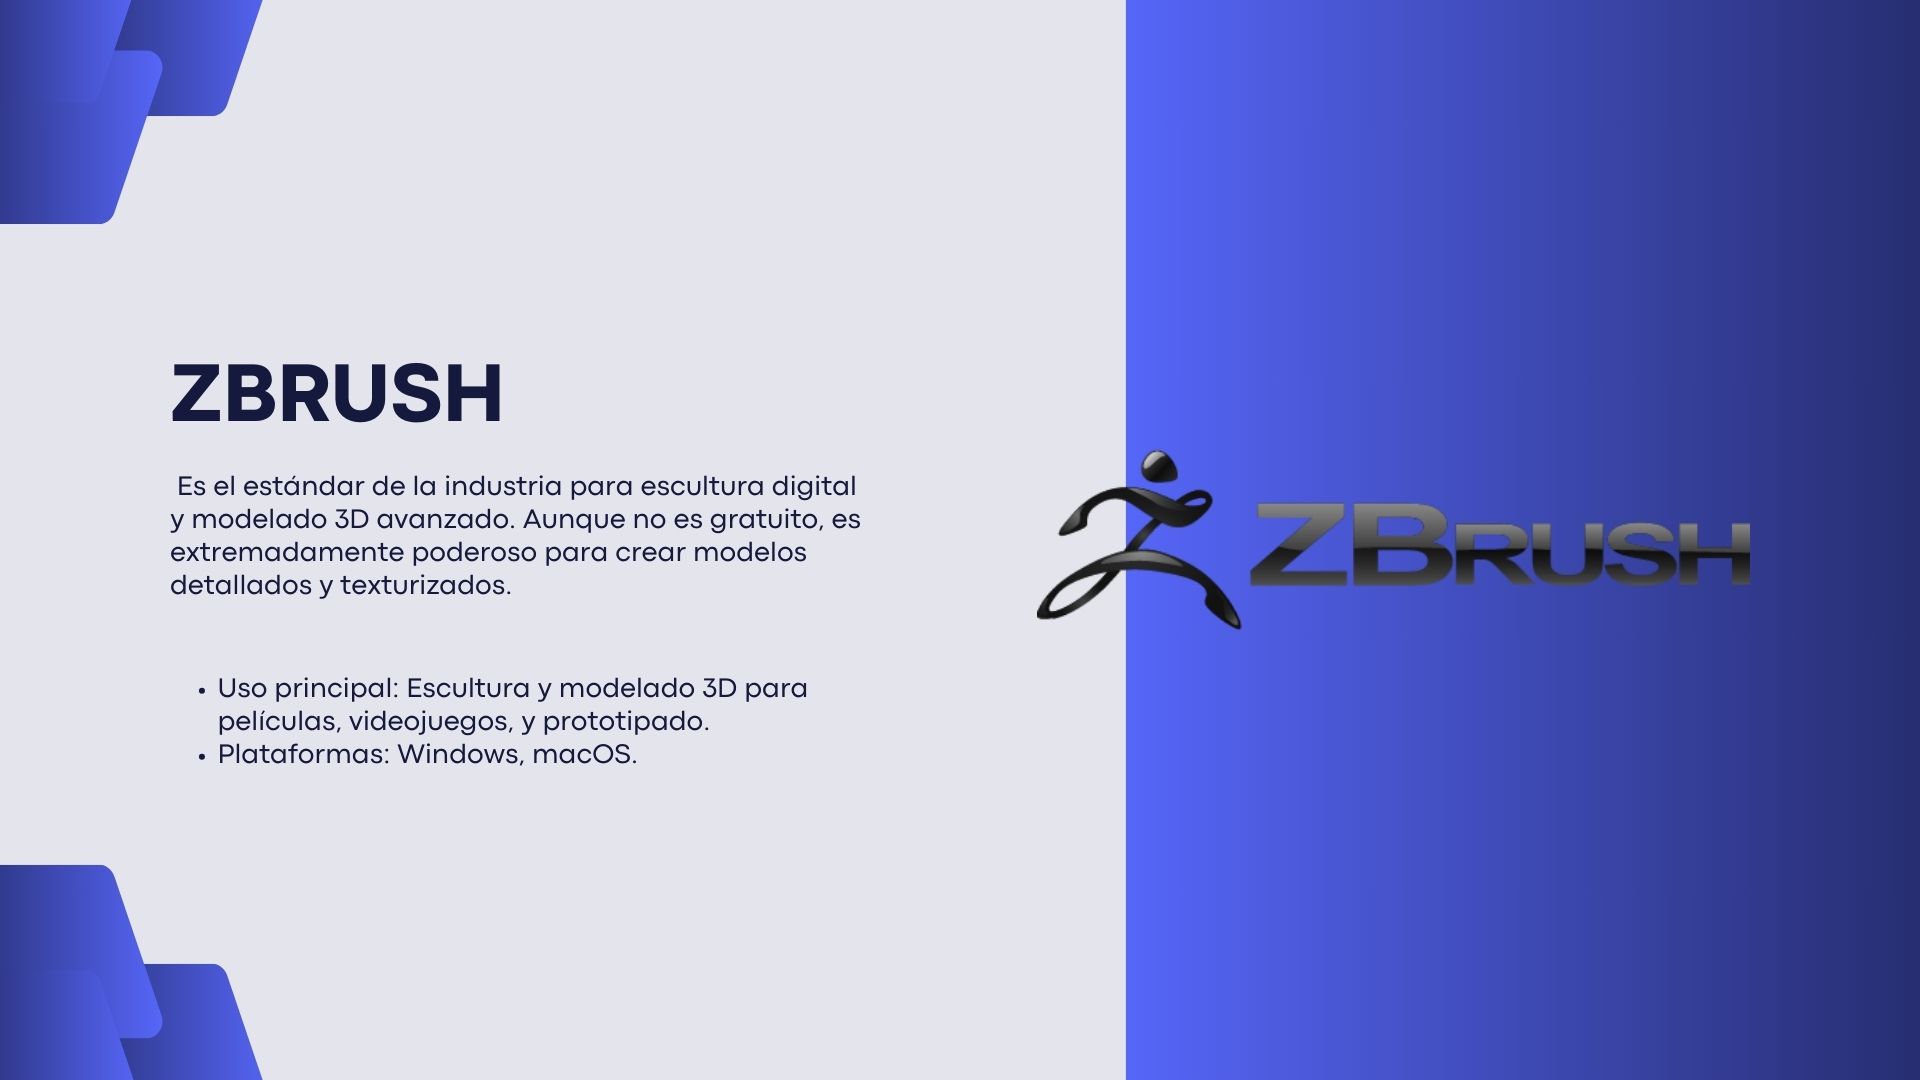 ZBRUSH
Es el estándar de la industria para escultura digital
y modelado 3D avanzado. Aunque no es gratuito, es
extremadamente poderoso para crear modelos
detallados y texturizados.
• Uso principal: Escultura y modelado 3D para
películas, videojuegos, y prototipado.
• Plataformas: Windows, macOS.
ZBRUSH